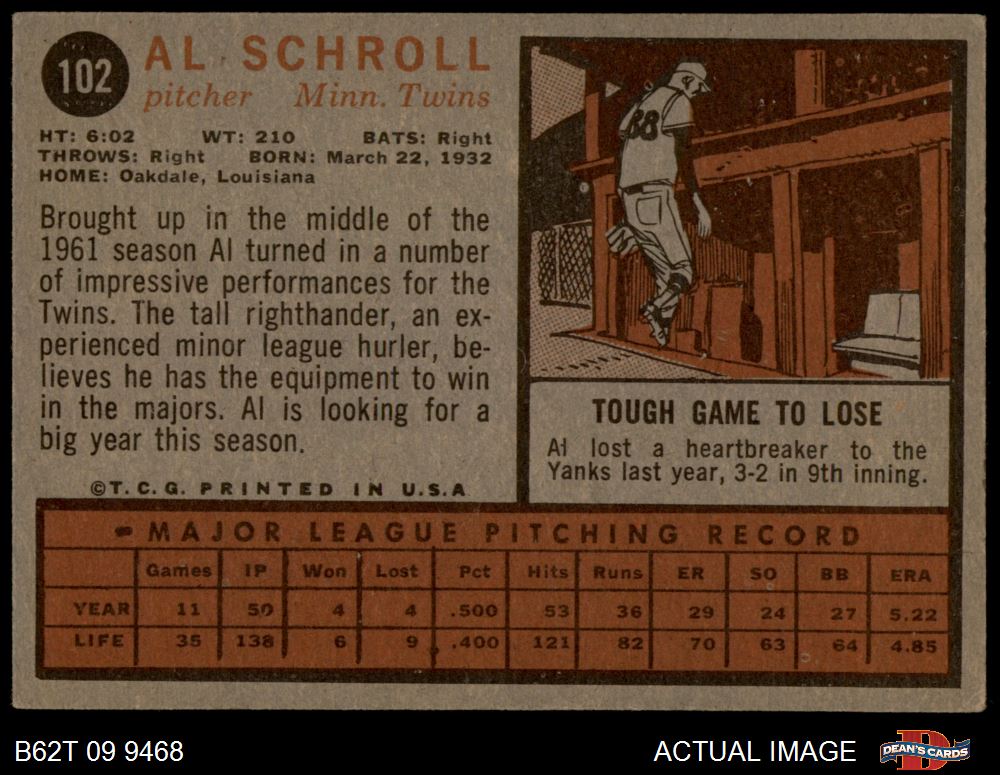 102
AL SCHROLL
pitcher Minn. Twins
HT: 6:02 WT: 210 BATS: Right
THROWS: Right BORN: March 22, 1932
HOME: Oakdale, Louisiana
Brought up in the middle of the
1961 season Al turned in a number
of impressive performances for the
Twins. The tall righthander, an ex-
perienced minor league hurler, be-
lieves he has the equipment to win
in the majors. Al is looking for a
big year this season.
©T.C.G. PRINTED IN U.S.A
68
TOUGH GAME TO LOSE
Al lost a heartbreaker to the
Yanks last year, 3-2 in 9th inning.
MAJOR LEAGUE PITCHING RECORD
Games IP Won Lost Pct Hits Runs ER SO BB ERA
YEAR 11 50 4 4 .500 53 36 29 24 27 5.22
LIFE 35 138 6 9 .400 121 82 70 63 64 4.85
B62T 09 9468
ACTUAL IMAGE
D
DEAN'S CARDS